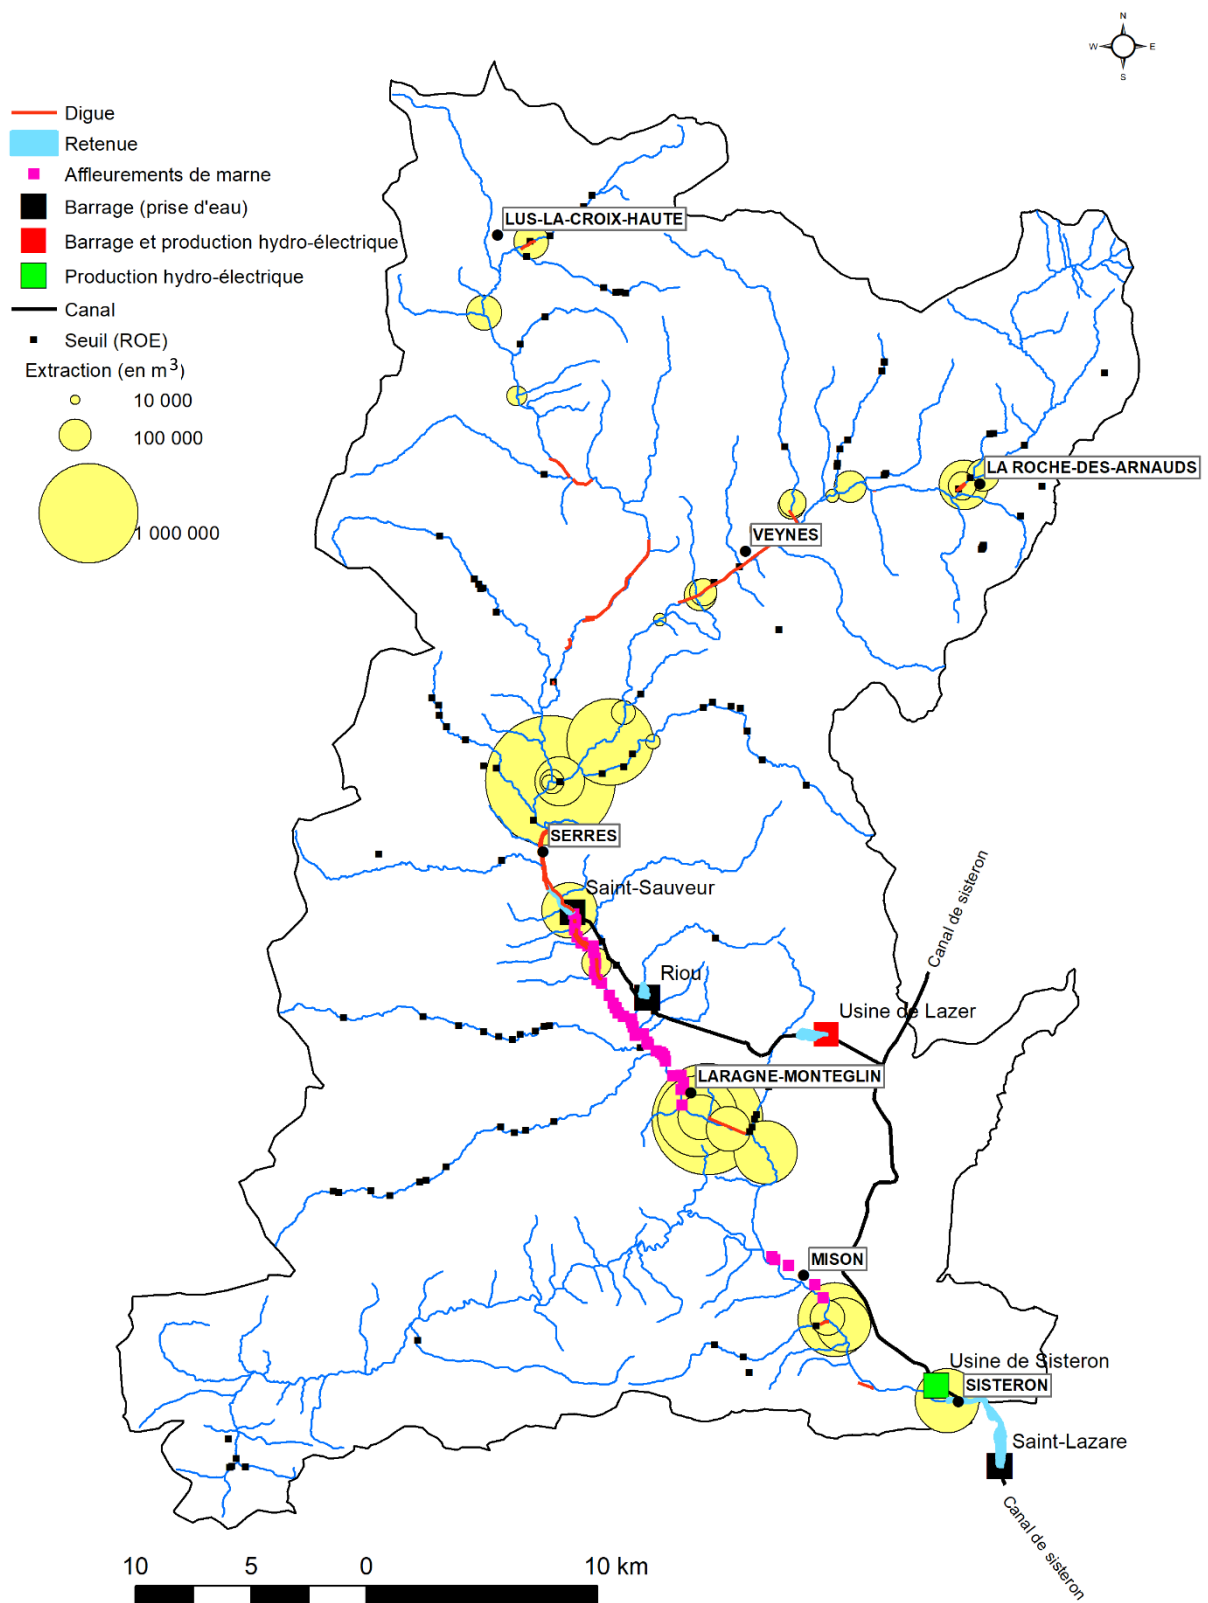 N
W
E
S
Digue
Retenue
Affleurements de marne
Barrage (prise d'eau)
Barrage et production hydro-électrique
Production hydro-électrique
Canal
Seuil (ROE)
Extraction (en m³)
10 000
100 000
1 000 000
LUS-LA-CROIX-HAUTE
LA ROCHE-DES-ARNAUDS
VEYNES
SERRES
Saint-Sauveur
Canal de sisteron
Riou
Usine de Lazer
LARAGNE-MONTEGLIN
MISON
Usine de Sisteron
SISTERON
Saint-Lazare
Canal de sisteron
10 5 0 10 km